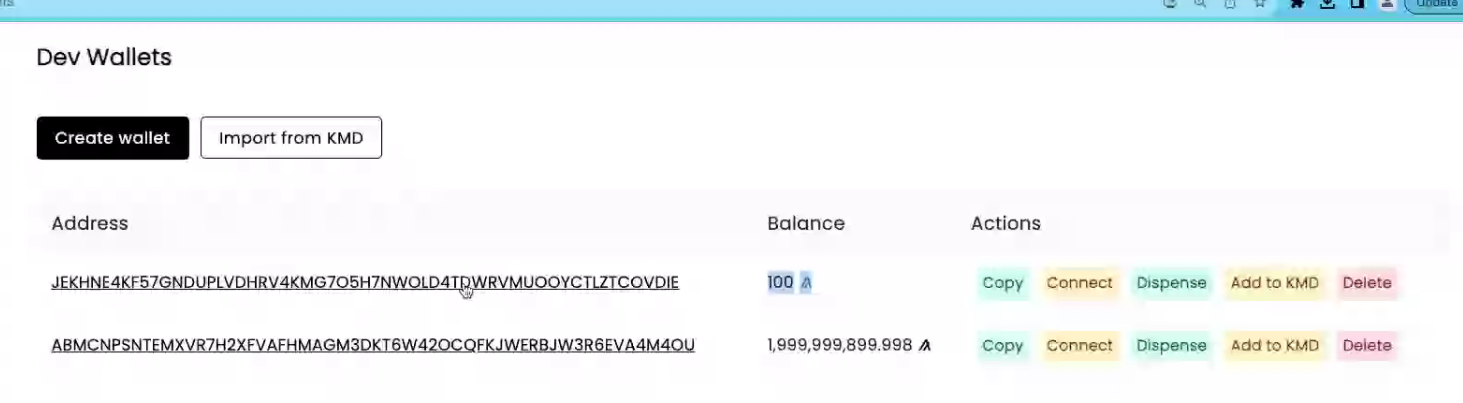 Update
Dev Wallets
Create wallet Import from KMD
Address Balance Actions
JEKHNE4KF57GNDUPLVDHRV4KMG7O5H7NWOLD4TDWRVMUOOYCTLZTCOVDIE 100 Copy Connect Dispense Add to KMD Delete
ABMCNPSNTEMXVR7H2XFVAFHMAGM3DKT6W42OCQFKJWERBJW3R6EVA4M4OU 1,999,999,899.998 Copy Connect Dispense Add to KMD Delete